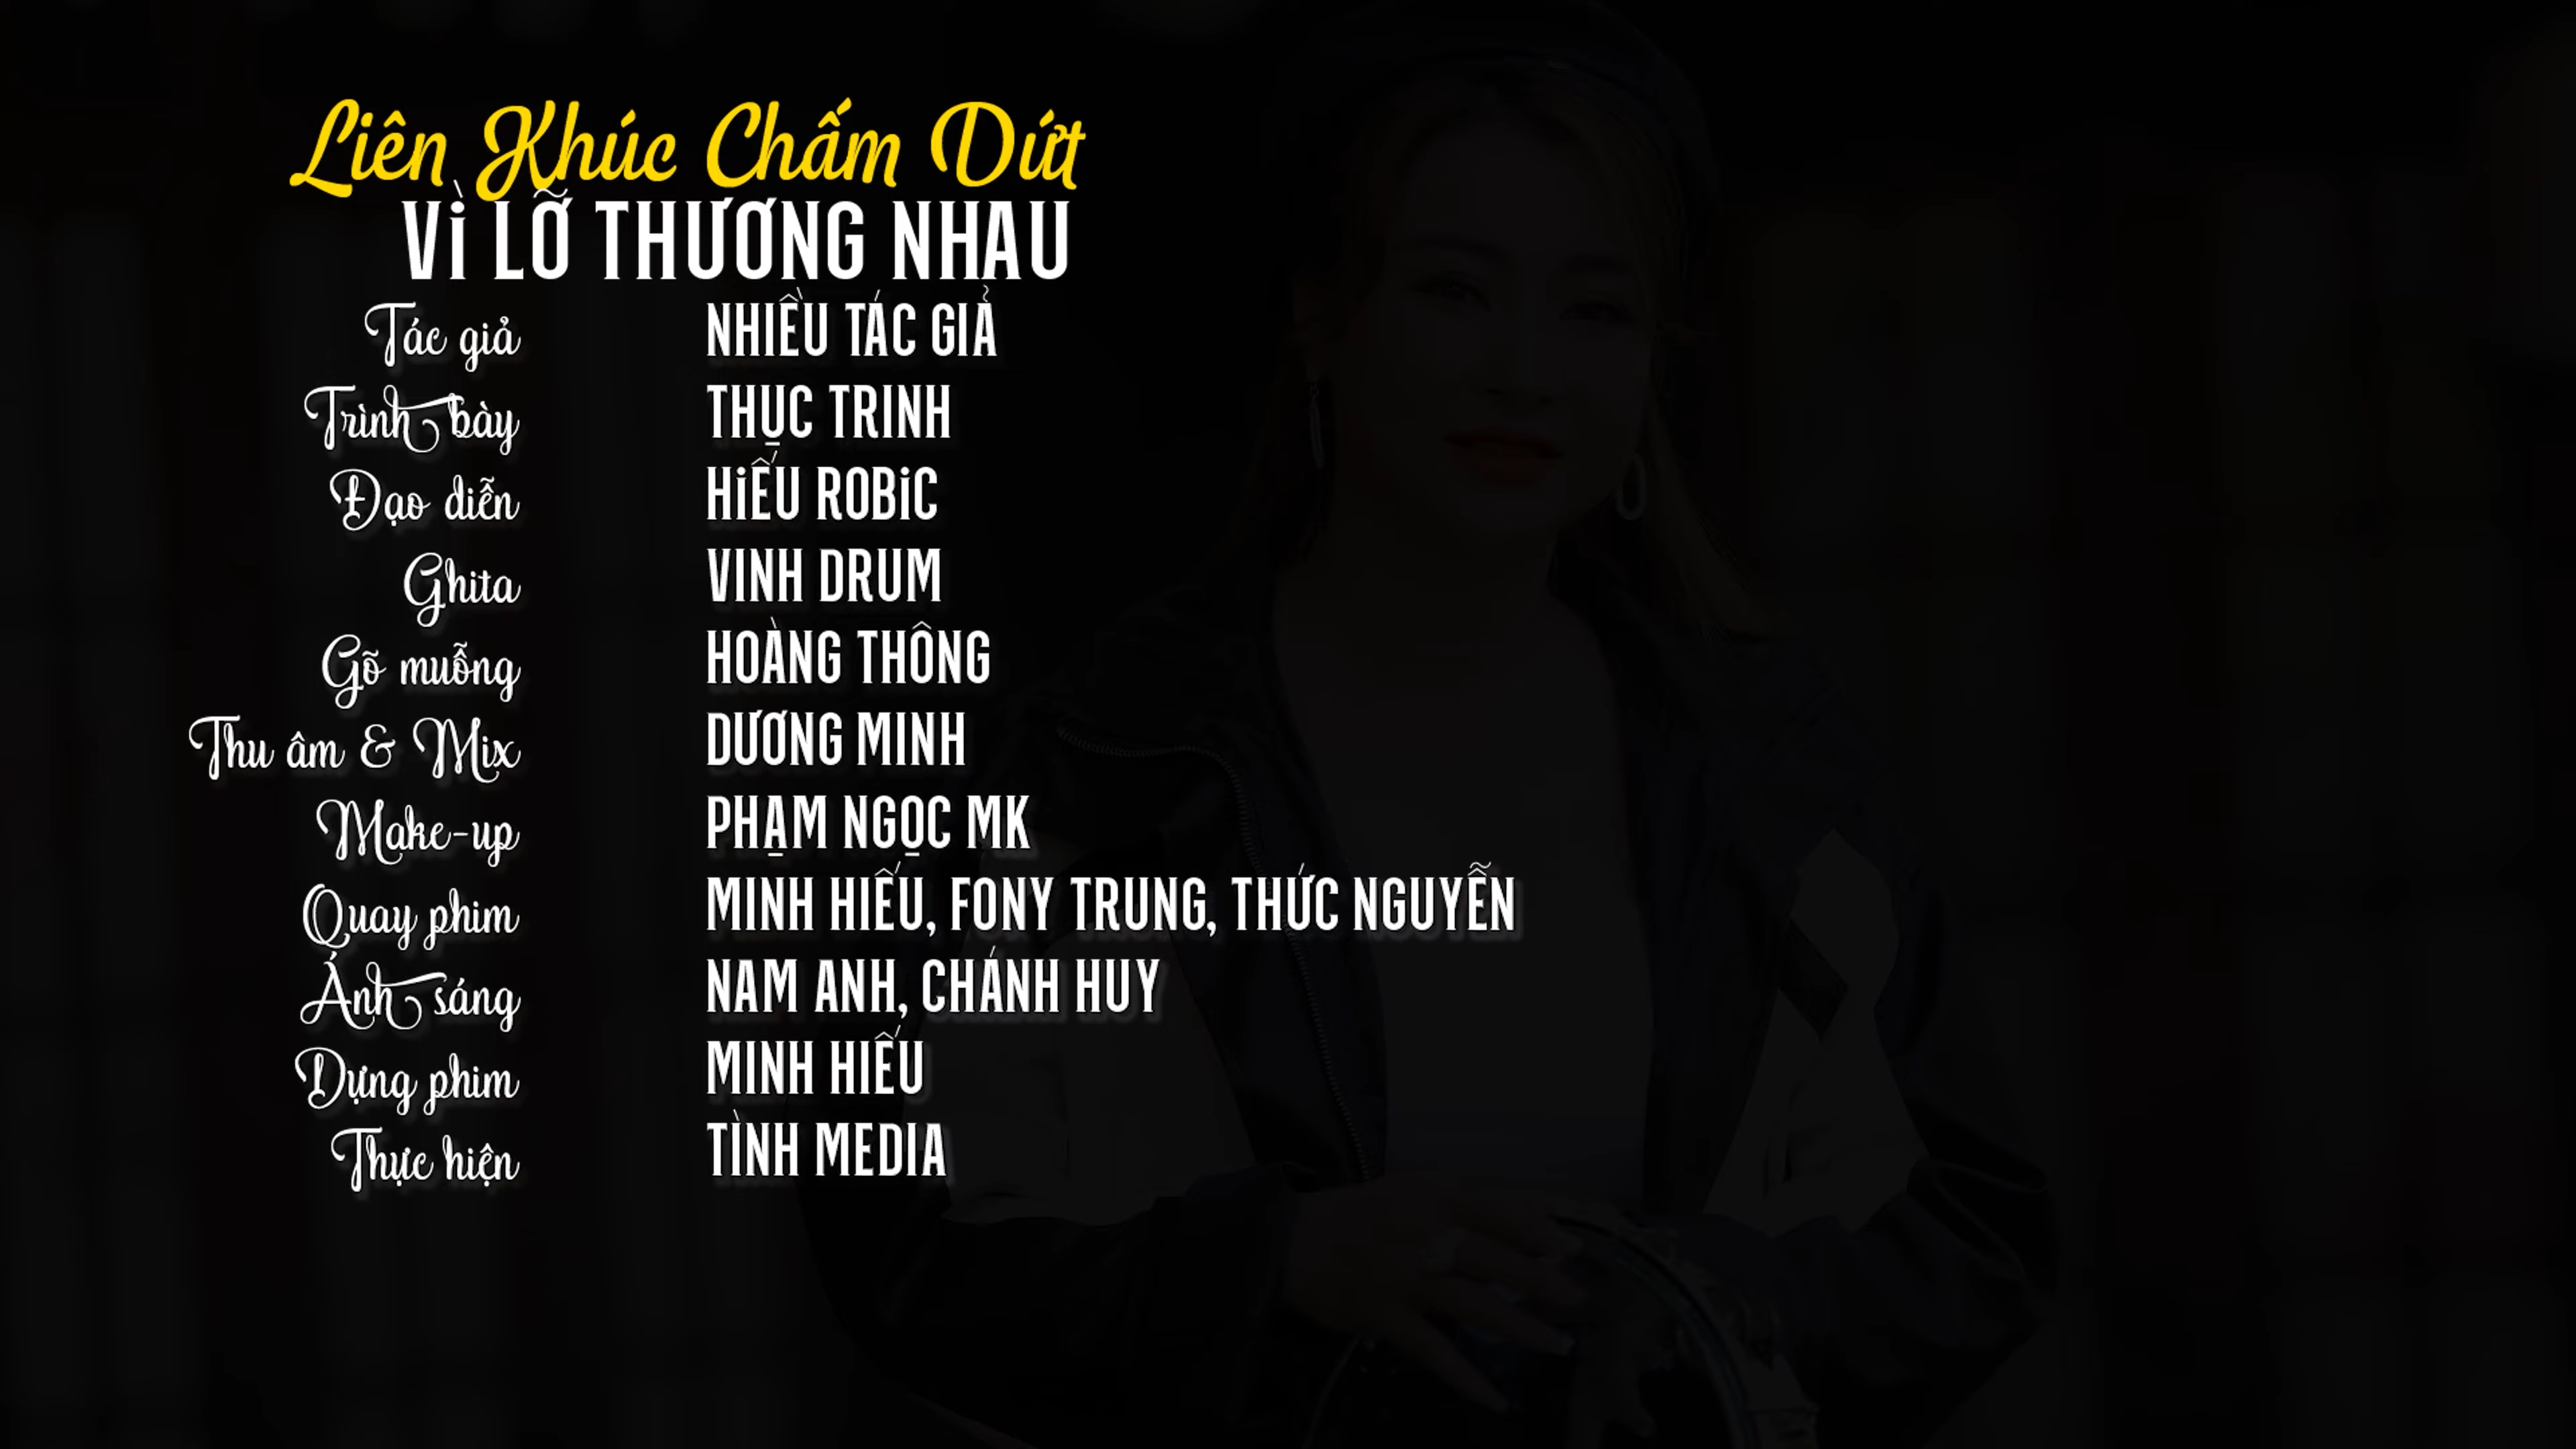 Liên Khúc Chấm Dứt
Vì LỠ THƯƠNG NHAU
Tác giả NHIỀU TÁC GIẢ
Trình bày THỤC TRINH
Đạo diễn HiẾU ROBiC
Ghita VINH DRUM
Gõ muỗng HOÀNG THÔNG
Thu âm & Mix DƯƠNG MINH
Make-up PHẠM NGỌC MK
Quay phim MINH HIẾU, FONY TRUNG, THỨC NGUYỄN
Ánh sáng NAM ANH, CHÁNH HUY
Dựng phim MINH HIẾU
Thực hiện TÌNH MEDIA